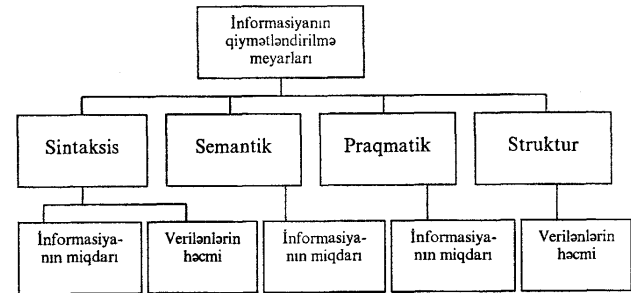 İnformasiyanın
qiymətləndirilmə
meyarları
Sintaksis
Semantik
Praqmatik
Struktur
İnformasiya-
nın miqdarı
Verilənlərin
həcmi
İnformasiya-
nın miqdarı
İnformasiya-
nın miqdarı
Verilənlərin
həcmi